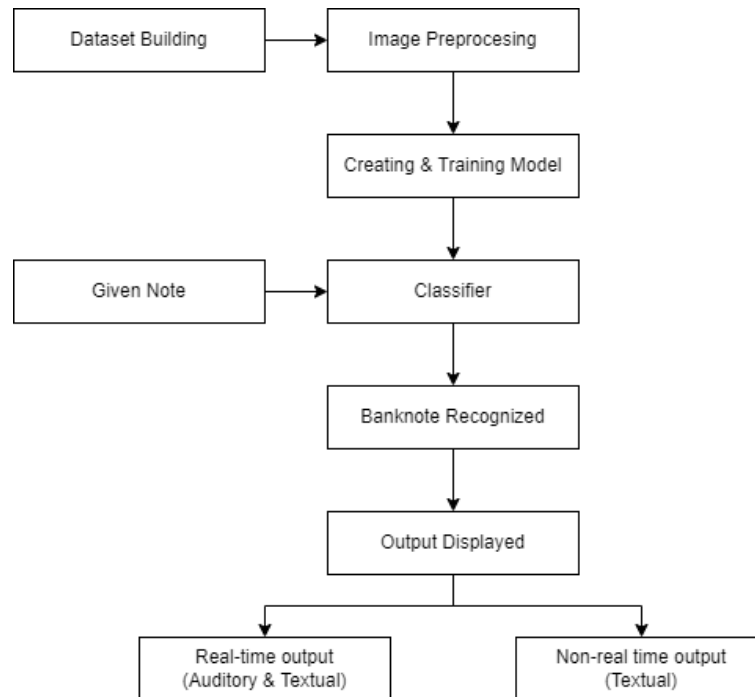 Dataset Building
Image Preprocesing
Creating & Training Model
Given Note
Classifier
Banknote Recognized
Output Displayed
Real-time output
(Auditory & Textual)
Non-real time output
(Textual)